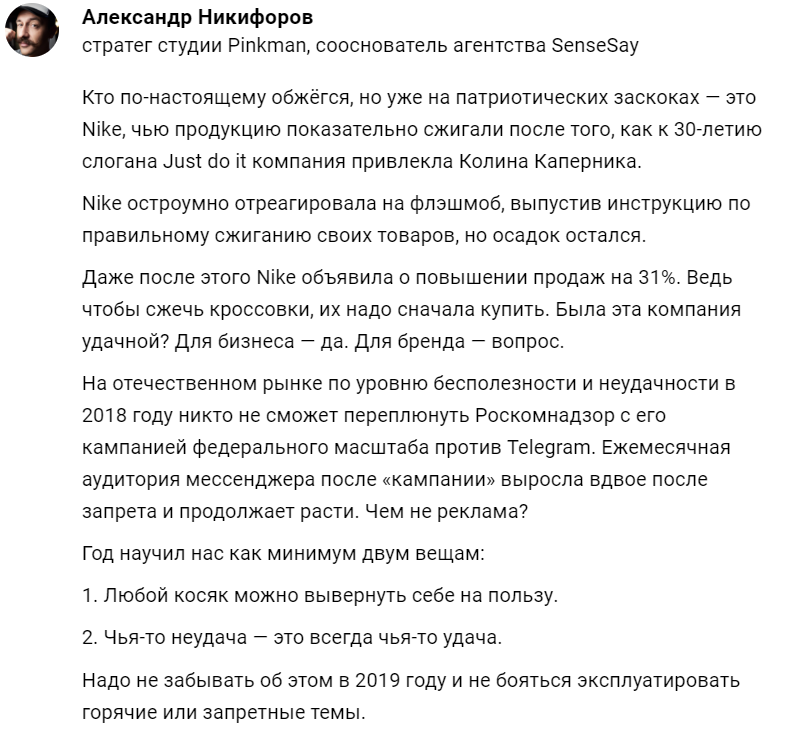 Александр Никифоров
стратег студии Pinkman, сооснователь агентства SenseSay
Кто по-настоящему обжёгся, но уже на патриотических заскоках — это
Nike, чью продукцию показательно сжигали после того, как к 30-летию
слогана Just do it компания привлекла Колина Каперника.
Nike остроумно отреагировала на флэшмоб, выпустив инструкцию по
правильному сжиганию своих товаров, но осадок остался.
Даже после этого Nike объявила о повышении продаж на 31%. Ведь
чтобы сжечь кроссовки, их надо сначала купить. Была эта компания
удачной? Для бизнеса — да. Для бренда — вопрос.
На отечественном рынке по уровню бесполезности и неудачности в
2018 году никто не сможет переплюнуть Роскомнадзор с его
кампанией федерального масштаба против Telegram. Ежемесячная
аудитория мессенджера после «кампании» выросла вдвое после
запрета и продолжает расти. Чем не реклама?
Год научил нас как минимум двум вещам:
1. Любой косяк можно вывернуть себе на пользу.
2. Чья-то неудача — это всегда чья-то удача.
Надо не забывать об этом в 2019 году и не бояться эксплуатировать
горячие или запретные темы.